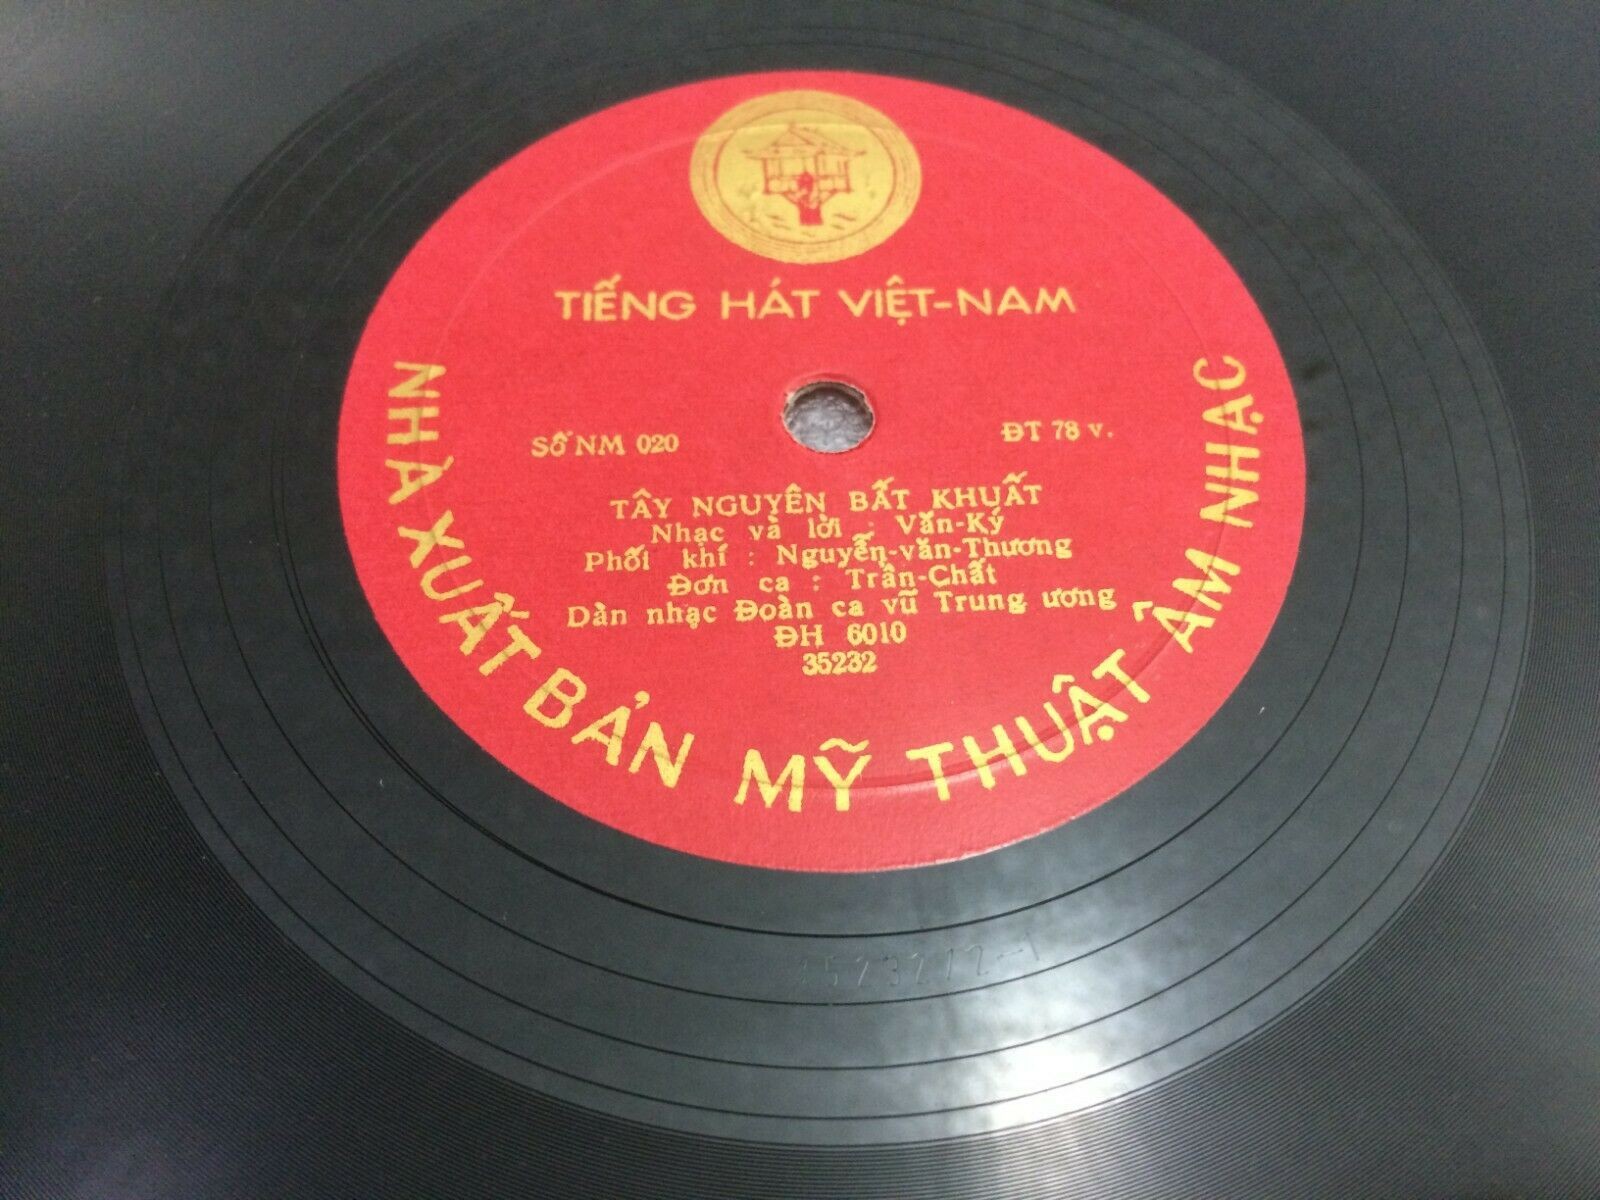 TIẾNG HÁT VIỆT-NAM
Số NM 020
ĐT 78 v.
TÂY NGUYÊN BẤT KHUẤT
Nhạc và lời : Văn-Ký
Phối khí : Nguyễn-văn-Thương
Đơn ca : Trần-Chất
Dàn nhạc Đoàn ca vũ Trung ương
ĐH 6010
35232
NHÀ XUẤT BẢN MỸ THUẬT ÂM NHẠC